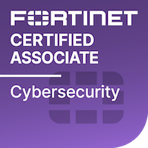 FORTINET
CERTIFIED
ASSOCIATE
Cybersecurity